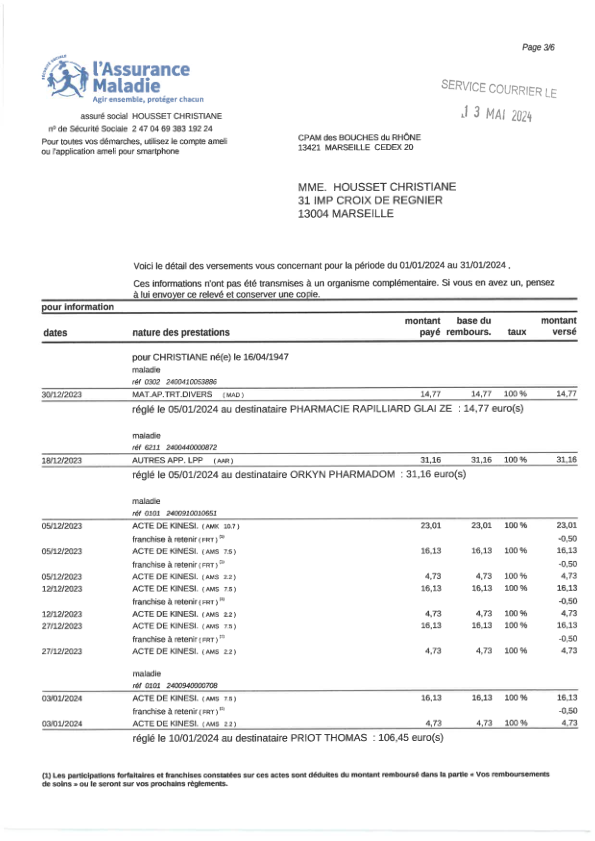 Page 3/6
SÉCURITÉ SOCIALE
l'Assurance
Maladie
Agir ensemble, protéger chacun
SERVICE COURRIER LE
13 MAI 2024
assuré social HOUSSET CHRISTIANE
n° de Sécurité Sociale 2 47 04 69 383 192 24
Pour toutes vos démarches, utilisez le compte ameli
ou l'application ameli pour smartphone
CPAM des BOUCHES du RHÔNE
13421 MARSEILLE CEDEX 20
MME. HOUSSET CHRISTIANE
31 IMP CROIX DE REGNIER
13004 MARSEILLE
Voici le détail des versements vous concernant pour la période du 01/01/2024 au 31/01/2024 .
Ces informations n'ont pas été transmises à un organisme complémentaire. Si vous en avez un, pensez
à lui envoyer ce relevé et conserver une copie.
pour information
dates nature des prestations montant payé base du rembours. taux montant versé
pour CHRISTIANE né(e) le 16/04/1947
maladie
réf 0302 2400410053886
30/12/2023 MAT.AP.TRT.DIVERS (MAD) 14,77 14,77 100 % 14,77
réglé le 05/01/2024 au destinataire PHARMACIE RAPILLIARD GLAI ZE : 14,77 euro(s)
maladie
réf 6211 2400440000872
18/12/2023 AUTRES APP. LPP (AAR) 31,16 31,16 100 % 31,16
réglé le 05/01/2024 au destinataire ORKYN PHARMADOM : 31,16 euro(s)
maladie
réf 0101 2400910010651
05/12/2023 ACTE DE KINESI. (AMK 10.7) 23,01 23,01 100 % 23,01
franchise à retenir (FRT) (1) -0,50
05/12/2023 ACTE DE KINESI. (AMS 7.5) 16,13 16,13 100 % 16,13
franchise à retenir (FRT) (1) -0,50
05/12/2023 ACTE DE KINESI. (AMS 2.2) 4,73 4,73 100 % 4,73
12/12/2023 ACTE DE KINESI. (AMS 7.5) 16,13 16,13 100 % 16,13
franchise à retenir (FRT) (1) -0,50
12/12/2023 ACTE DE KINESI. (AMS 2.2) 4,73 4,73 100 % 4,73
27/12/2023 ACTE DE KINESI. (AMS 7.5) 16,13 16,13 100 % 16,13
franchise à retenir (FRT) (1) -0,50
27/12/2023 ACTE DE KINESI. (AMS 2.2) 4,73 4,73 100 % 4,73
maladie
réf 0101 2400940000708
03/01/2024 ACTE DE KINESI. (AMS 7.5) 16,13 16,13 100 % 16,13
franchise à retenir (FRT) (1) -0,50
03/01/2024 ACTE DE KINESI. (AMS 2.2) 4,73 4,73 100 % 4,73
réglé le 10/01/2024 au destinataire PRIOT THOMAS : 106,45 euro(s)
(1) Les participations forfaitaires et franchises constatées sur ces actes sont déduites du montant remboursé dans la partie « Vos remboursements
de soins » ou le seront sur vos prochains règlements.